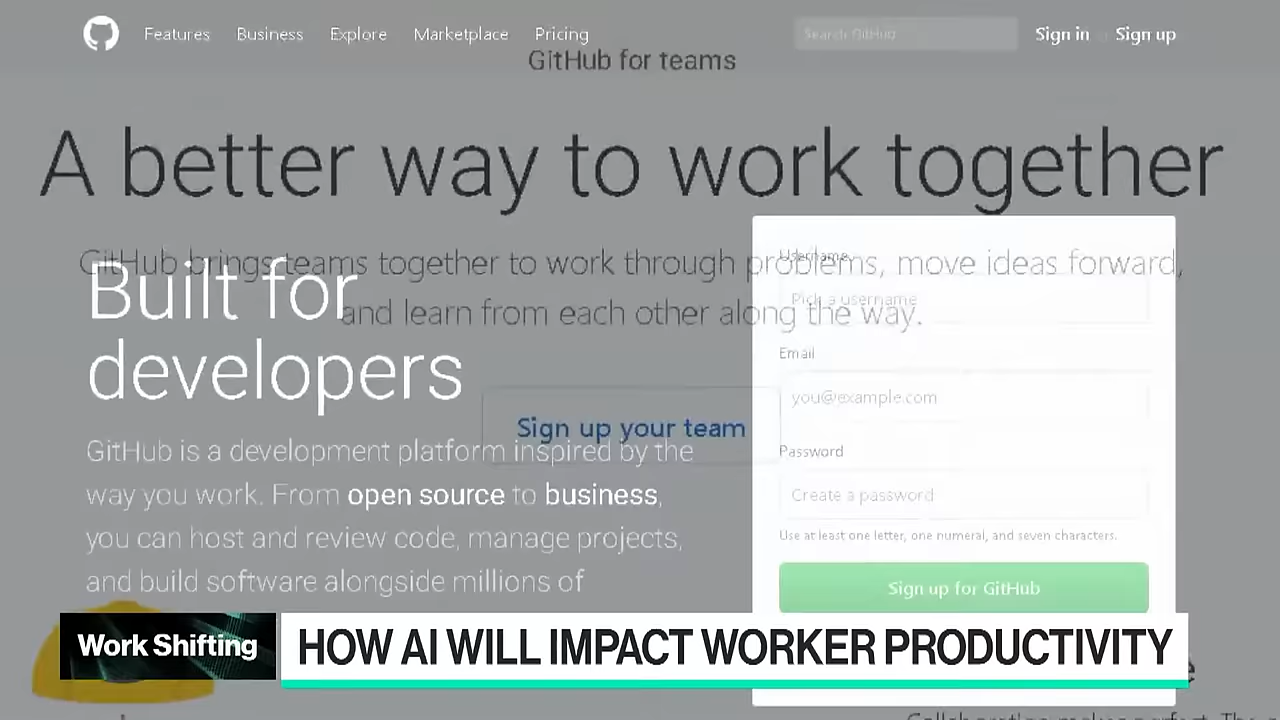 Features Business Explore Marketplace Pricing Search GitHub Sign in Sign up
GitHub for teams
A better way to work together
GitHub brings teams together to work through problems, move ideas forward,
and learn from each other along the way.
Built for
developers
Username
Pick a username
Email
you@example.com
Sign up your team
Password
GitHub is a development platform inspired by the
way you work. From open source to business,
you can host and review code, manage projects,
and build software alongside millions of
Create a password
Use at least one letter, one numeral, and seven characters.
Sign up for GitHub
Work Shifting
HOW AI WILL IMPACT WORKER PRODUCTIVITY